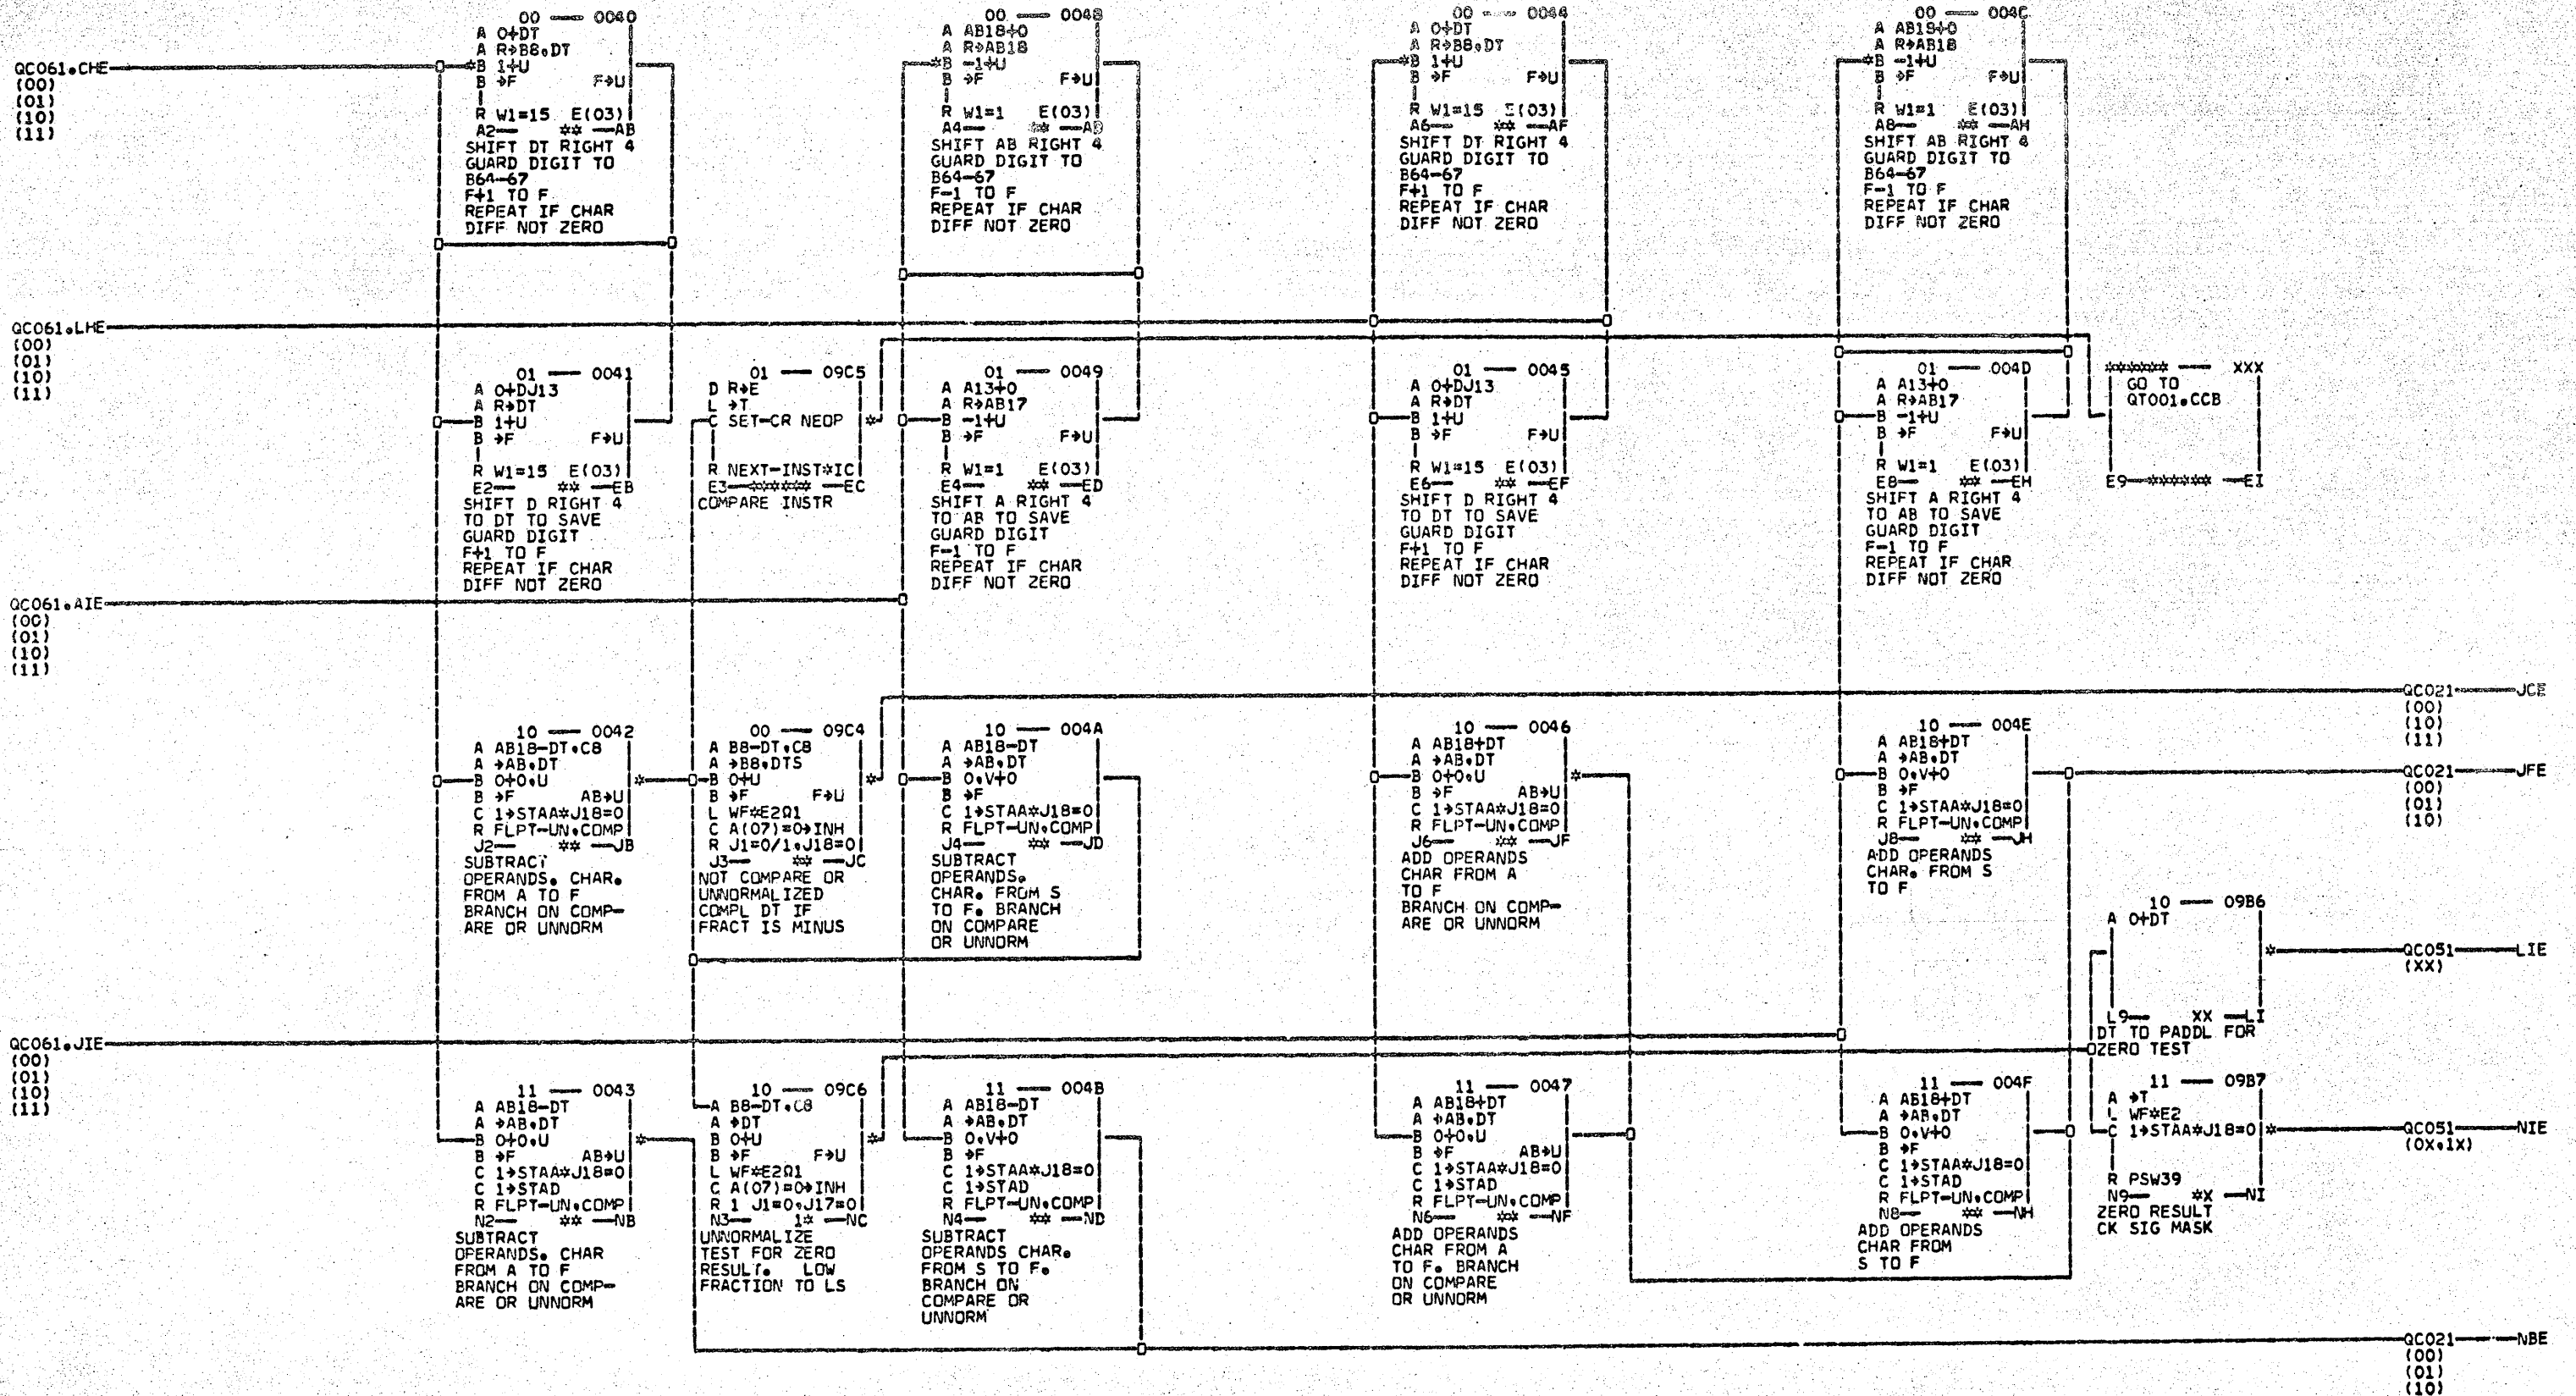 QC061.CHE
(00)
(01)
(10)
(11)
00 — 0040
A 0+DT
A R→B8.DT
*B 1+U
B →F F→U
R W1=15 E(03)
A2— ** —AB
SHIFT DT RIGHT 4
GUARD DIGIT TO
B64-67
F+1 TO F
REPEAT IF CHAR
DIFF NOT ZERO
00 — 0048
A AB18+0
A R→AB18
*B -1+U
B →F F→U
R W1=1 E(03)
A4— ** —AD
SHIFT AB RIGHT 4
GUARD DIGIT TO
B64-67
F-1 TO F
REPEAT IF CHAR
DIFF NOT ZERO
00 — 0044
A 0+DT
A R→B8.DT
*B 1+U
B →F F→U
R W1=15 E(03)
A6— ** —AF
SHIFT DT RIGHT 4
GUARD DIGIT TO
B64-67
F+1 TO F
REPEAT IF CHAR
DIFF NOT ZERO
00 — 004C
A AB18+0
A R→AB18
*B -1+U
B →F F→U
R W1=1 E(03)
A8— ** —AH
SHIFT AB RIGHT 4
GUARD DIGIT TO
B64-67
F-1 TO F
REPEAT IF CHAR
DIFF NOT ZERO
QC061.LHE
(00)
(01)
(10)
(11)
01 — 0041
A 0+DJ13
A R→DT
B 1+U
B →F F→U
R W1=15 E(03)
E2— ** —EB
SHIFT D RIGHT 4
TO DT TO SAVE
GUARD DIGIT
F+1 TO F
REPEAT IF CHAR
DIFF NOT ZERO
01 — 09C5
D R→E
L →T
C SET-CR NEOP *
R NEXT-INST*IC
E3—****** —EC
COMPARE INSTR
01 — 0049
A A13+0
A R→AB17
B -1+U
B →F F→U
R W1=1 E(03)
E4— ** —ED
SHIFT A RIGHT 4
TO AB TO SAVE
GUARD DIGIT
F-1 TO F
REPEAT IF CHAR
DIFF NOT ZERO
01 — 0045
A 0+DJ13
A R→DT
B 1+U
B →F F→U
R W1=15 E(03)
E6— ** —EF
SHIFT D RIGHT 4
TO DT TO SAVE
GUARD DIGIT
F+1 TO F
REPEAT IF CHAR
DIFF NOT ZERO
01 — 004D
A A13+0
A R→AB17
B -1+U
B →F F→U
R W1=1 E(03)
E8— ** —EH
SHIFT A RIGHT 4
TO AB TO SAVE
GUARD DIGIT
F-1 TO F
REPEAT IF CHAR
DIFF NOT ZERO
****** — XXX
GO TO
QT001.CCB
E9—****** —EI
QC061.AIE
(00)
(01)
(10)
(11)
10 — 0042
A AB18-DT.C8
A →AB.DT
B 0+0.U *
B →F AB→U
C 1→STAA*J18=0
R FLPT-UN.COMP
J2— ** —JB
SUBTRACT
OPERANDS. CHAR.
FROM A TO F
BRANCH ON COMP-
ARE OR UNNORM
00 — 09C4
A B8-DT.C8
A →B8.DTS
B 0+U *
B →F F→U
L WF*E2Ω1
C A(07)=0→INH
R J1=0/1.J18=0
J3— ** —JC
NOT COMPARE OR
UNNORMALIZED
COMPL DT IF
FRACT IS MINUS
10 — 004A
A AB18-DT
A →AB.DT
B 0.V+0
B →F
C 1→STAA*J18=0
R FLPT-UN.COMP
J4— ** —JD
SUBTRACT
OPERANDS.
CHAR. FROM S
TO F. BRANCH
ON COMPARE
OR UNNORM
10 — 0046
A AB18+DT
A →AB.DT
B 0+0.U *
B →F AB→U
C 1→STAA*J18=0
R FLPT-UN.COMP
J6— ** —JF
ADD OPERANDS
CHAR FROM A
TO F
BRANCH ON COMP-
ARE OR UNNORM
10 — 004E
A AB18+DT
A →AB.DT
B 0.V+0
B →F
C 1→STAA*J18=0
R FLPT-UN.COMP
J8— ** —JH
ADD OPERANDS
CHAR. FROM S
TO F
QC021 — JCE
(00)
(10)
(11)
QC021 — JFE
(00)
(01)
(10)
10 — 09B6
A 0+DT
*
L9— XX —LI
DT TO PADDL FOR
ZERO TEST
QC051 — LIE
(XX)
QC061.JIE
(00)
(01)
(10)
(11)
11 — 0043
A AB18-DT
A →AB.DT
B 0+0.U *
B →F AB→U
C 1→STAA*J18=0
C 1→STAD
R FLPT-UN.COMP
N2— ** —NB
SUBTRACT
OPERANDS. CHAR
FROM A TO F
BRANCH ON COMP-
ARE OR UNNORM
10 — 09C6
A B8-DT.C8
A →DT
B 0+U *
B →F F→U
L WF*E2Ω1
C A(07)=0→INH
R 1 J1=0.J17=0
N3— 1* —NC
UNNORMALIZE
TEST FOR ZERO
RESULT. LOW
FRACTION TO LS
11 — 004B
A AB18-DT
A →AB.DT
B 0.V+0
B →F
C 1→STAA*J18=0
C 1→STAD
R FLPT-UN.COMP
N4— ** —ND
SUBTRACT
OPERANDS CHAR.
FROM S TO F.
BRANCH ON
COMPARE OR
UNNORM
11 — 0047
A AB18+DT
A →AB.DT
B 0+0.U
B →F AB→U
C 1→STAA*J18=0
C 1→STAD
R FLPT-UN.COMP
N6— ** —NF
ADD OPERANDS
CHAR FROM A
TO F. BRANCH
ON COMPARE
OR UNNORM
11 — 004F
A AB18+DT
A →AB.DT
B 0.V+0
B →F
C 1→STAA*J18=0
C 1→STAD
R FLPT-UN.COMP
N8— ** —NH
ADD OPERANDS
CHAR FROM
S TO F
11 — 09B7
A →T
L WF*E2
C 1→STAA*J18=0 *
R PSW39
N9— *X —NI
ZERO RESULT
CK SIG MASK
QC051 — NIE
(0X.1X)
QC021 — NBE
(00)
(01)
(10)